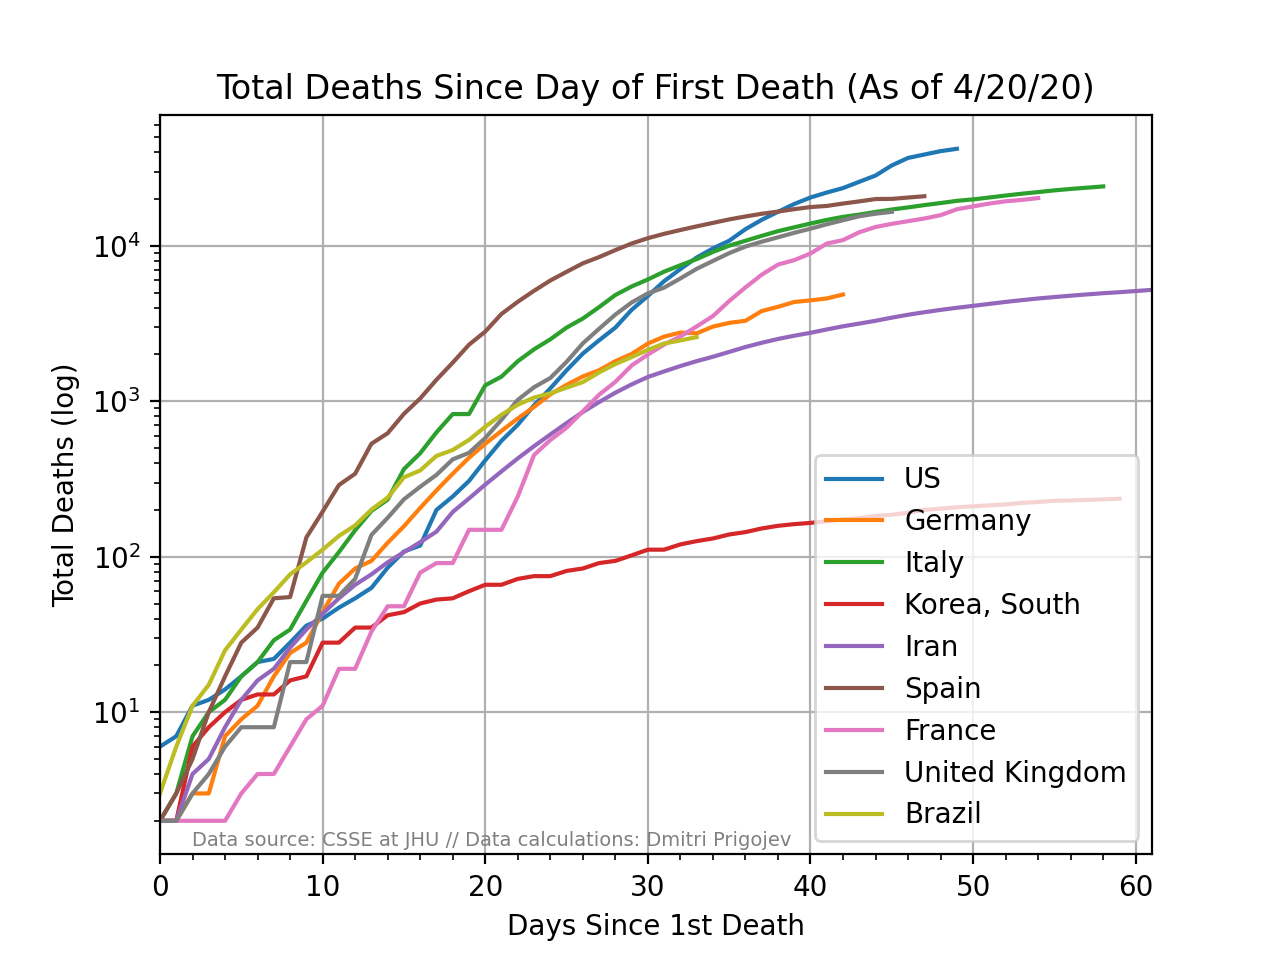 Total Deaths Since Day of First Death (As of 4/20/20)
Total Deaths (log)
10⁴
10³
10²
10¹
US
Germany
Italy
Korea, South
Iran
Spain
France
United Kingdom
Brazil
Data source: CSSE at JHU // Data calculations: Dmitri Prigojev
0 10 20 30 40 50 60
Days Since 1st Death